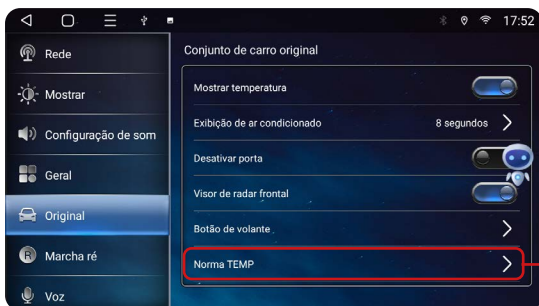 17:52
Rede
Mostrar
Configuração de som
Geral
Original
R Marcha ré
Voz
Conjunto de carro original
Mostrar temperatura
Exibição de ar condicionado 8 segundos
Desativar porta
Visor de radar frontal
Botão de volante
Norma TEMP